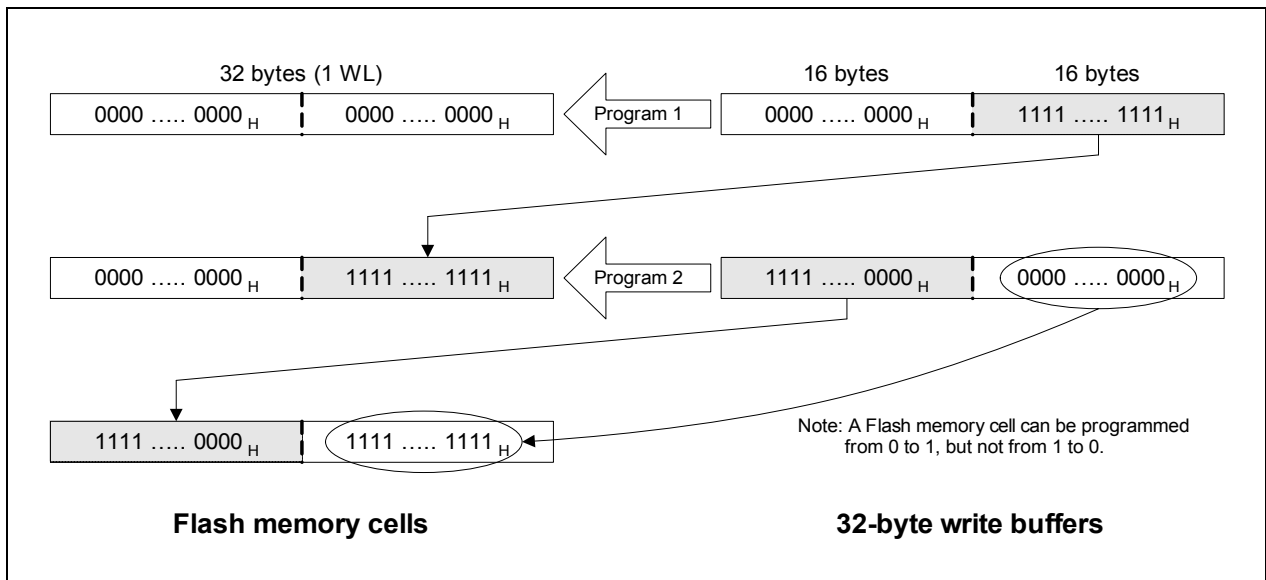 32 bytes (1 WL) 16 bytes 16 bytes
0000 ..... 0000 H 0000 ..... 0000 H Program 1 0000 ..... 0000 H 1111 ..... 1111 H
0000 ..... 0000 H 1111 ..... 1111 H Program 2 1111 ..... 0000 H 0000 ..... 0000 H
1111 ..... 0000 H 1111 ..... 1111 H
Note: A Flash memory cell can be programmed
from 0 to 1, but not from 1 to 0.
Flash memory cells 32-byte write buffers